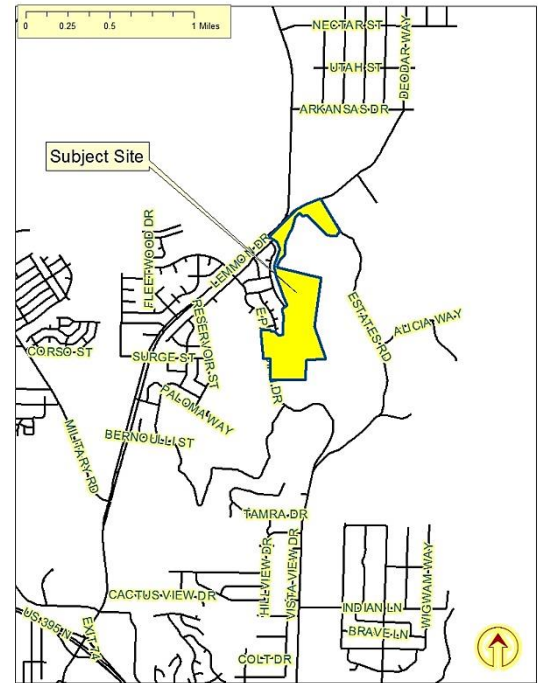 0 0.25 0.5 1 Miles
NECTAR ST
UTAH ST
DEODAR WAY
ARKANSAS DR
Subject Site
FLEETWOOD DR
LEMMON DR
RESERVOIR ST
ESTATES RD
ALICIA WAY
CORSO ST
SURGE ST
PALOMA WAY
DR
MILITARY RD
BERNOULLI ST
TAMRA DR
HILLVIEW DR
VISTA VIEW DR
CACTUS VIEW DR
INDIAN LN
WIGWAM WAY
US 395 N
EXIT 74
BRAVE LN
COLT DR